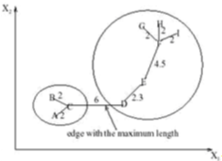 X₂
G H I
2 2 2
4.5
E
B 2
C 6 D 2.3
A 2
edge with the maximum length
X₁